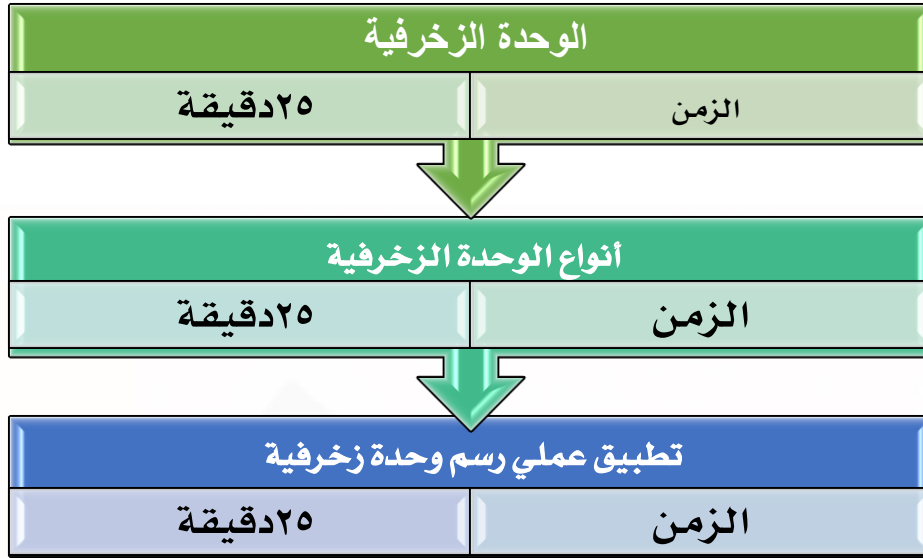 الوحدة الزخرفية
الزمن ٢٥دقيقة
أنواع الوحدة الزخرفية
الزمن ٢٥دقيقة
تطبيق عملي رسم وحدة زخرفية
الزمن ٢٥دقيقة